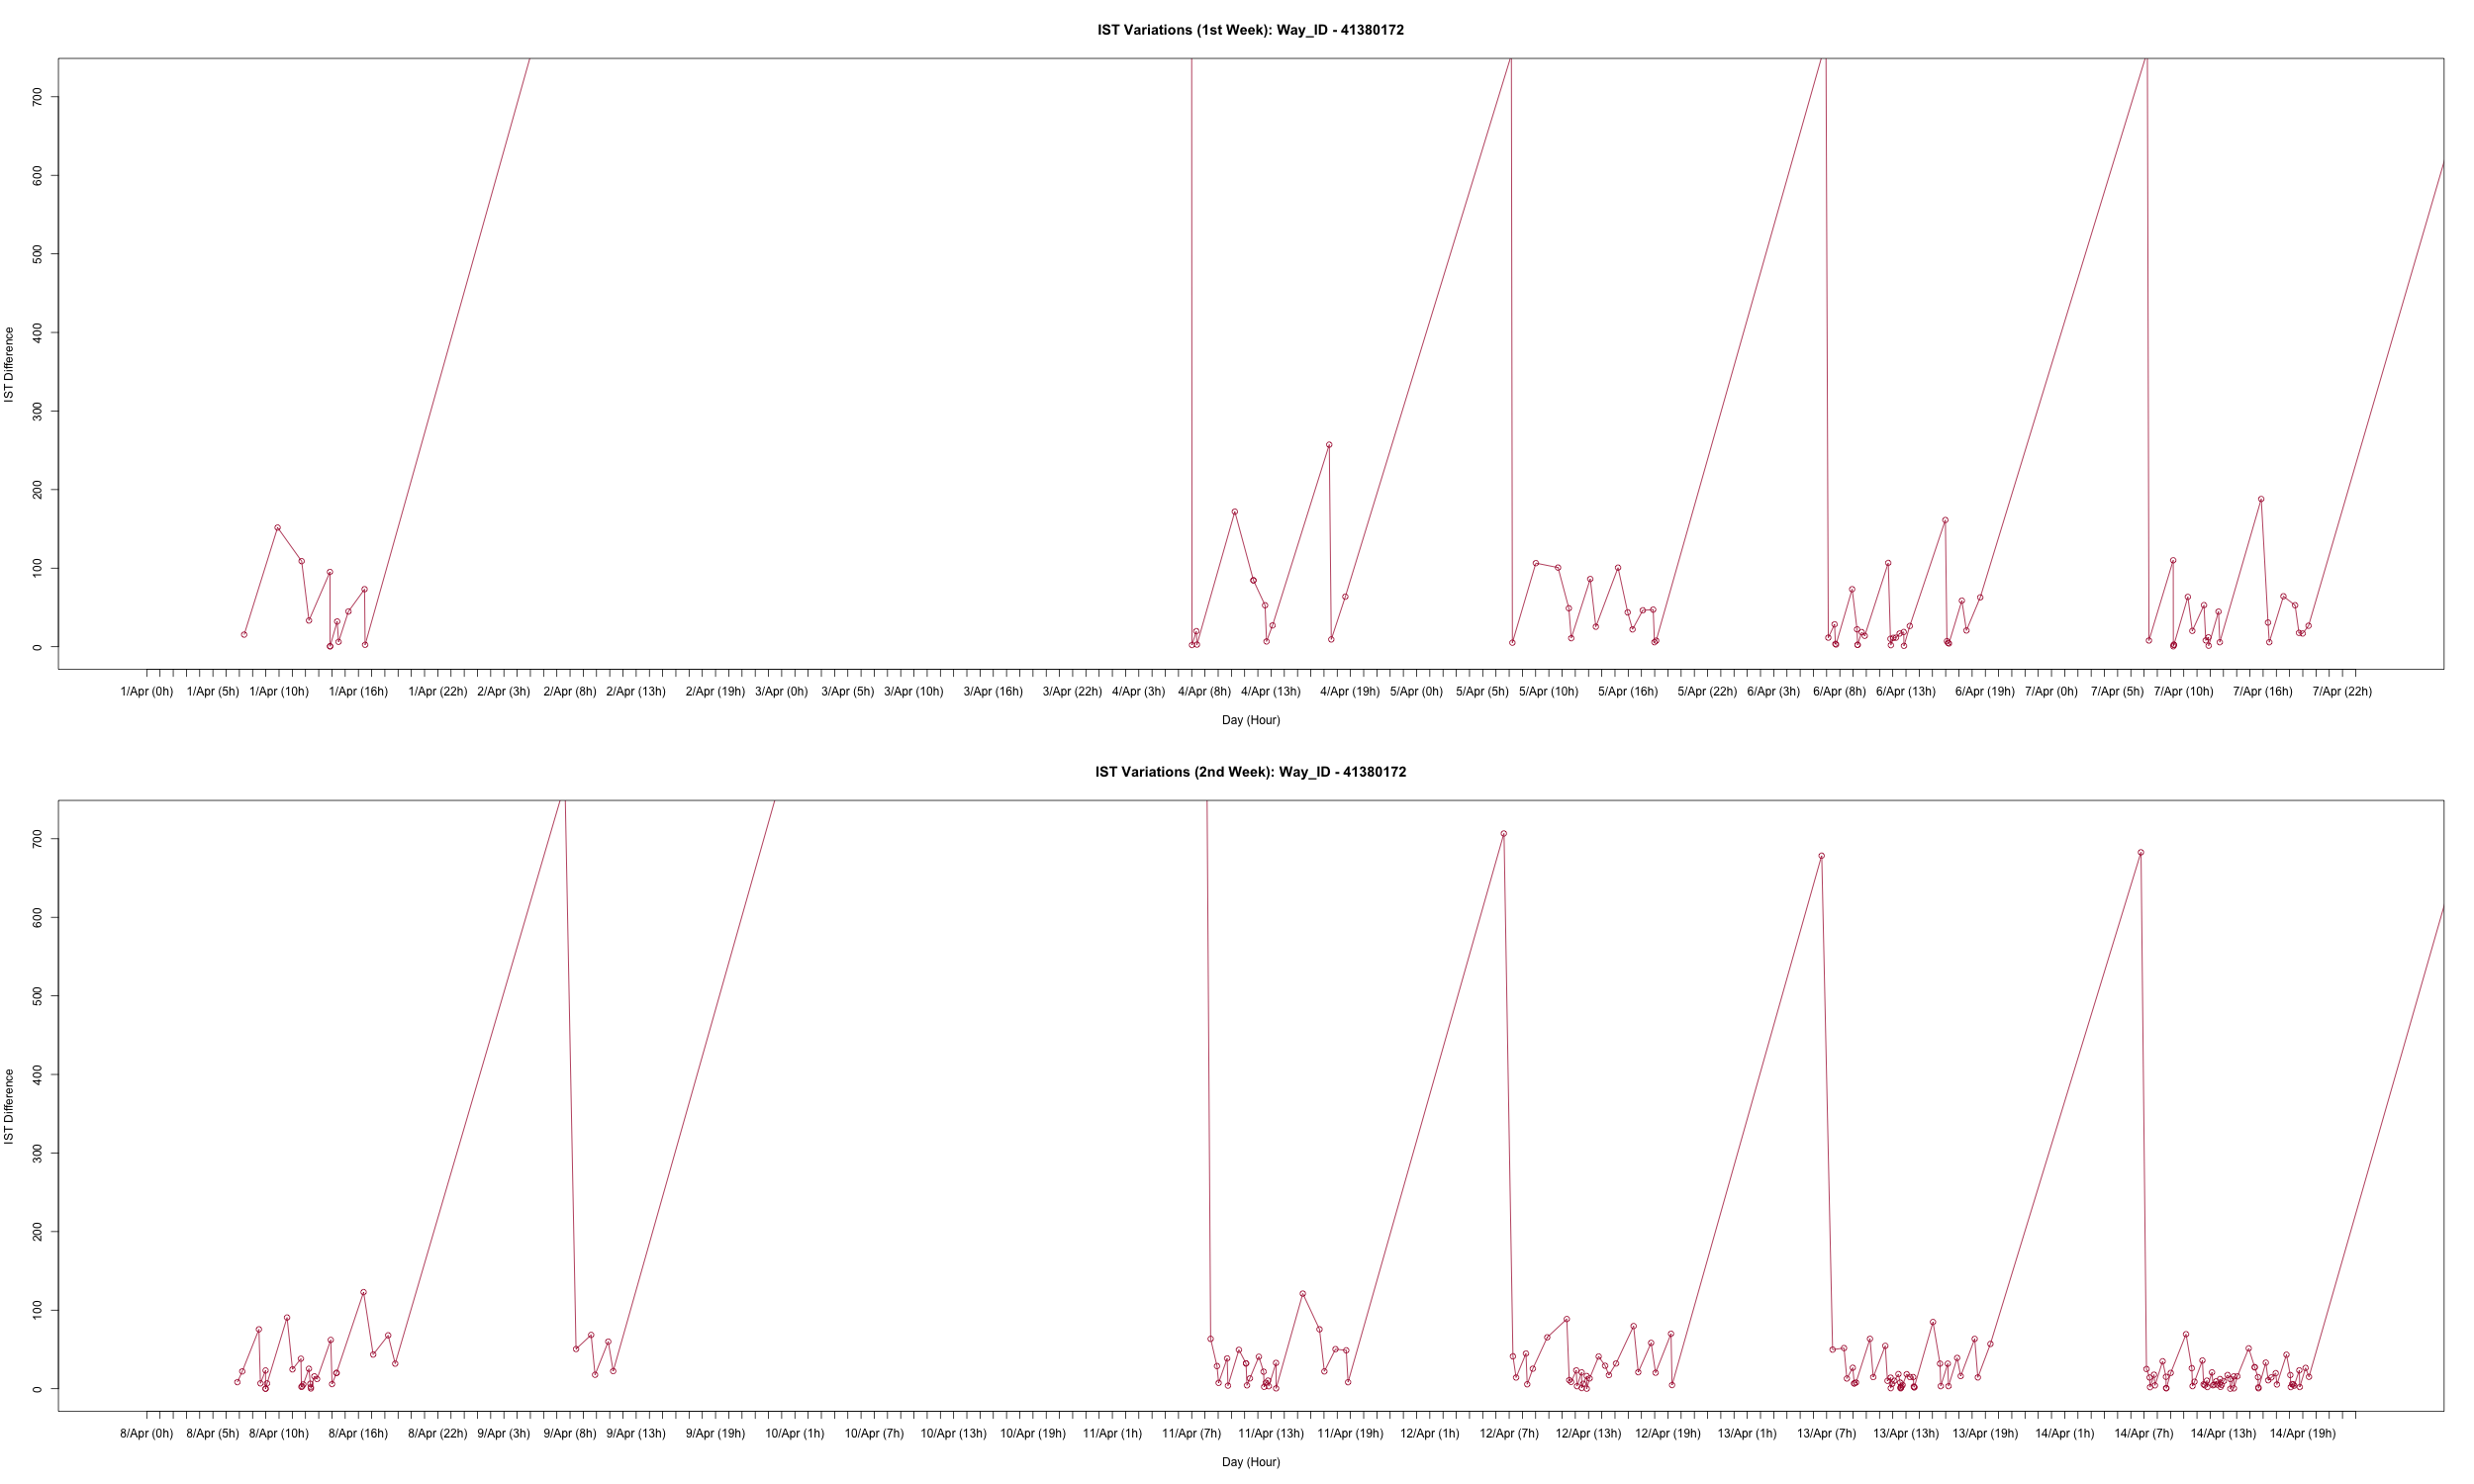 IST Variations (1st Week): Way_ID - 41380172
700
600
500
400
300
200
100
0
IST Difference
1/Apr (0h) 1/Apr (5h) 1/Apr (10h) 1/Apr (16h) 1/Apr (22h) 2/Apr (3h) 2/Apr (8h) 2/Apr (13h) 2/Apr (19h) 3/Apr (0h) 3/Apr (5h) 3/Apr (10h) 3/Apr (16h) 3/Apr (22h) 4/Apr (3h) 4/Apr (8h) 4/Apr (13h) 4/Apr (19h) 5/Apr (0h) 5/Apr (5h) 5/Apr (10h) 5/Apr (16h) 5/Apr (22h) 6/Apr (3h) 6/Apr (8h) 6/Apr (13h) 6/Apr (19h) 7/Apr (0h) 7/Apr (5h) 7/Apr (10h) 7/Apr (16h) 7/Apr (22h)
Day (Hour)
IST Variations (2nd Week): Way_ID - 41380172
700
600
500
400
300
200
100
0
IST Difference
8/Apr (0h) 8/Apr (5h) 8/Apr (10h) 8/Apr (16h) 8/Apr (22h) 9/Apr (3h) 9/Apr (8h) 9/Apr (13h) 9/Apr (19h) 10/Apr (1h) 10/Apr (7h) 10/Apr (13h) 10/Apr (19h) 11/Apr (1h) 11/Apr (7h) 11/Apr (13h) 11/Apr (19h) 12/Apr (1h) 12/Apr (7h) 12/Apr (13h) 12/Apr (19h) 13/Apr (1h) 13/Apr (7h) 13/Apr (13h) 13/Apr (19h) 14/Apr (1h) 14/Apr (7h) 14/Apr (13h) 14/Apr (19h)
Day (Hour)